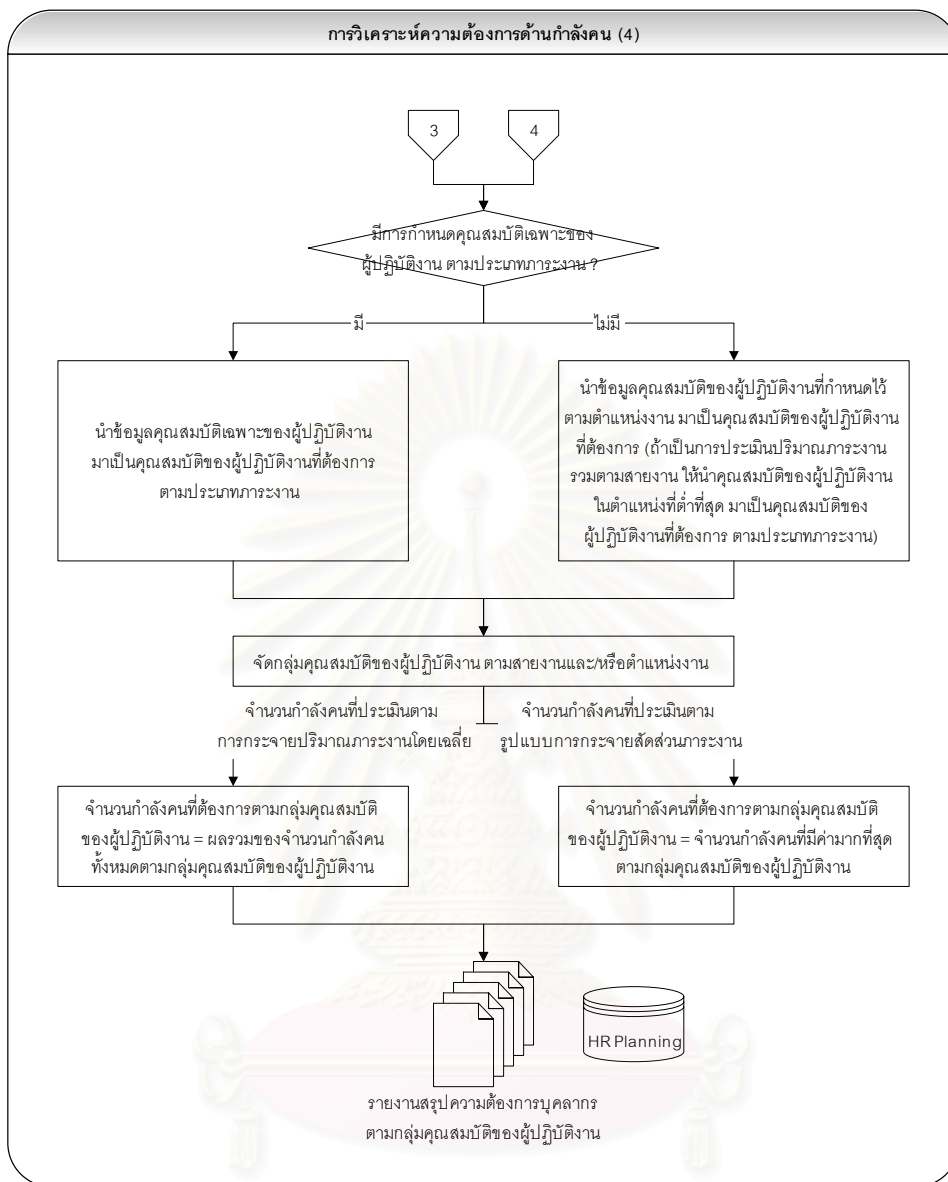 การวิเคราะห์ความต้องการด้านกำลังคน (4)
3
4
มีการกำหนดคุณสมบัติเฉพาะของ
ผู้ปฏิบัติงาน ตามประเภทภาระงาน ?
มี
ไม่มี
นำข้อมูลคุณสมบัติเฉพาะของผู้ปฏิบัติงาน
มาเป็นคุณสมบัติของผู้ปฏิบัติงานที่ต้องการ
ตามประเภทภาระงาน
นำข้อมูลคุณสมบัติของผู้ปฏิบัติงานที่กำหนดไว้
ตามตำแหน่งงาน มาเป็นคุณสมบัติของผู้ปฏิบัติงาน
ที่ต้องการ (ถ้าเป็นการประเมินปริมาณภาระงาน
รวมตามสายงาน ให้นำคุณสมบัติของผู้ปฏิบัติงาน
ในตำแหน่งที่ต่ำที่สุด มาเป็นคุณสมบัติของ
ผู้ปฏิบัติงานที่ต้องการ ตามประเภทภาระงาน)
จัดกลุ่มคุณสมบัติของผู้ปฏิบัติงาน ตามสายงานและ/หรือตำแหน่งงาน
จำนวนกำลังคนที่ประเมินตาม
การกระจายปริมาณภาระงานโดยเฉลี่ย
จำนวนกำลังคนที่ประเมินตาม
รูปแบบการกระจายสัดส่วนภาระงาน
จำนวนกำลังคนที่ต้องการตามกลุ่มคุณสมบัติ
ของผู้ปฏิบัติงาน = ผลรวมของจำนวนกำลังคน
ทั้งหมดตามกลุ่มคุณสมบัติของผู้ปฏิบัติงาน
จำนวนกำลังคนที่ต้องการตามกลุ่มคุณสมบัติ
ของผู้ปฏิบัติงาน = จำนวนกำลังคนที่มีค่ามากที่สุด
ตามกลุ่มคุณสมบัติของผู้ปฏิบัติงาน
HR Planning
รายงานสรุปความต้องการบุคลากร
ตามกลุ่มคุณสมบัติของผู้ปฏิบัติงาน